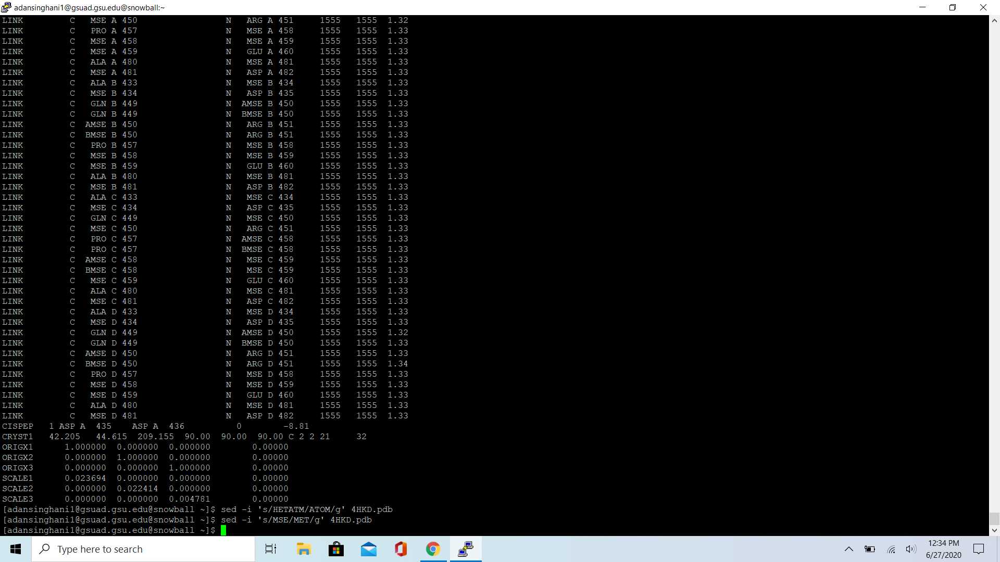 adansinghani1@gsuad.gsu.edu@snowball:~
LINK         C   MSE A 450                 N   ARG A 451     1555   1555  1.32
LINK         C   PRO A 457                 N   MSE A 458     1555   1555  1.33
LINK         C   MSE A 458                 N   MSE A 459     1555   1555  1.33
LINK         C   MSE A 459                 N   GLU A 460     1555   1555  1.33
LINK         C   ALA A 480                 N   MSE A 481     1555   1555  1.33
LINK         C   MSE A 481                 N   ASP A 482     1555   1555  1.33
LINK         C   ALA B 433                 N   MSE B 434     1555   1555  1.33
LINK         C   MSE B 434                 N   ASP B 435     1555   1555  1.33
LINK         C   GLN B 449                 N  AMSE B 450     1555   1555  1.33
LINK         C   GLN B 449                 N  BMSE B 450     1555   1555  1.33
LINK         C  AMSE B 450                 N   ARG B 451     1555   1555  1.33
LINK         C  BMSE B 450                 N   ARG B 451     1555   1555  1.33
LINK         C   PRO B 457                 N   MSE B 458     1555   1555  1.33
LINK         C   MSE B 458                 N   MSE B 459     1555   1555  1.33
LINK         C   MSE B 459                 N   GLU B 460     1555   1555  1.33
LINK         C   ALA B 480                 N   MSE B 481     1555   1555  1.33
LINK         C   MSE B 481                 N   ASP B 482     1555   1555  1.33
LINK         C   ALA C 433                 N   MSE C 434     1555   1555  1.33
LINK         C   MSE C 434                 N   ASP C 435     1555   1555  1.33
LINK         C   GLN C 449                 N   MSE C 450     1555   1555  1.33
LINK         C   MSE C 450                 N   ARG C 451     1555   1555  1.33
LINK         C   PRO C 457                 N  AMSE C 458     1555   1555  1.33
LINK         C   PRO C 457                 N  BMSE C 458     1555   1555  1.33
LINK         C  AMSE C 458                 N   MSE C 459     1555   1555  1.33
LINK         C  BMSE C 458                 N   MSE C 459     1555   1555  1.33
LINK         C   MSE C 459                 N   GLU C 460     1555   1555  1.33
LINK         C   ALA C 480                 N   MSE C 481     1555   1555  1.33
LINK         C   MSE C 481                 N   ASP C 482     1555   1555  1.33
LINK         C   ALA D 433                 N   MSE D 434     1555   1555  1.33
LINK         C   MSE D 434                 N   ASP D 435     1555   1555  1.33
LINK         C   GLN D 449                 N  AMSE D 450     1555   1555  1.32
LINK         C   GLN D 449                 N  BMSE D 450     1555   1555  1.33
LINK         C  AMSE D 450                 N   ARG D 451     1555   1555  1.33
LINK         C  BMSE D 450                 N   ARG D 451     1555   1555  1.34
LINK         C   PRO D 457                 N   MSE D 458     1555   1555  1.33
LINK         C   MSE D 458                 N   MSE D 459     1555   1555  1.33
LINK         C   MSE D 459                 N   GLU D 460     1555   1555  1.33
LINK         C   ALA D 480                 N   MSE D 481     1555   1555  1.33
LINK         C   MSE D 481                 N   ASP D 482     1555   1555  1.33
CISPEP   1 ASP A  435    ASP A  436          0        -8.81
CRYST1   42.205   44.615  209.155  90.00  90.00  90.00 C 2 2 21     32
ORIGX1      1.000000  0.000000  0.000000        0.00000
ORIGX2      0.000000  1.000000  0.000000        0.00000
ORIGX3      0.000000  0.000000  1.000000        0.00000
SCALE1      0.023694  0.000000  0.000000        0.00000
SCALE2      0.000000  0.022414  0.000000        0.00000
SCALE3      0.000000  0.000000  0.004781        0.00000
[adansinghani1@gsuad.gsu.edu@snowball ~]$ sed -i 's/HETATM/ATOM/g' 4HKD.pdb
[adansinghani1@gsuad.gsu.edu@snowball ~]$ sed -i 's/MSE/MET/g' 4HKD.pdb
[adansinghani1@gsuad.gsu.edu@snowball ~]$
Type here to search
12:34 PM
6/27/2020